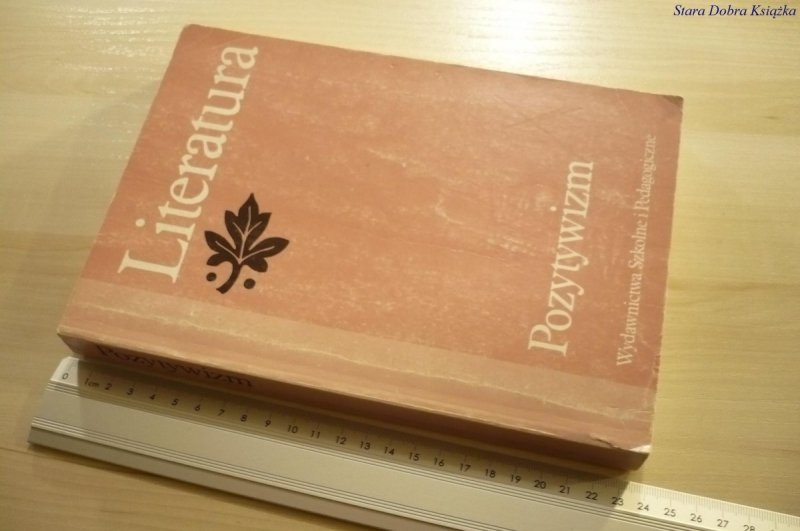 Stara Dobra Książka
Literatura
Pozytywizm
Wydawnictwa Szkolne i Pedagogiczne
Pozytywizm
0 1cm 2 3 4 5 6 7 8 9 10 11 12 13 14 15 16 17 18 19 20 21 22 23 24 25 26 27 28